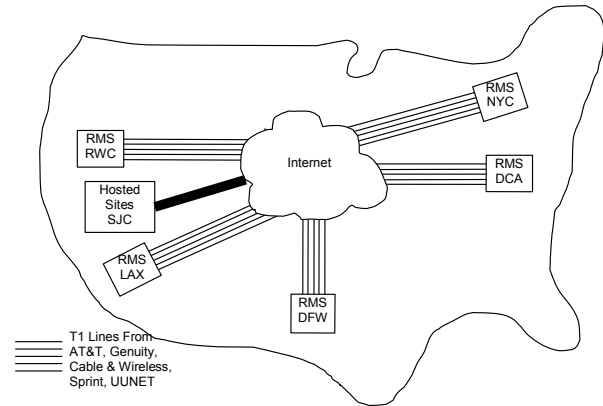 RMS
NYC
RMS
RWC
Internet
RMS
DCA
Hosted
Sites
SJC
RMS
LAX
RMS
DFW
T1 Lines From
AT&T, Genuity,
Cable & Wireless,
Sprint, UUNET